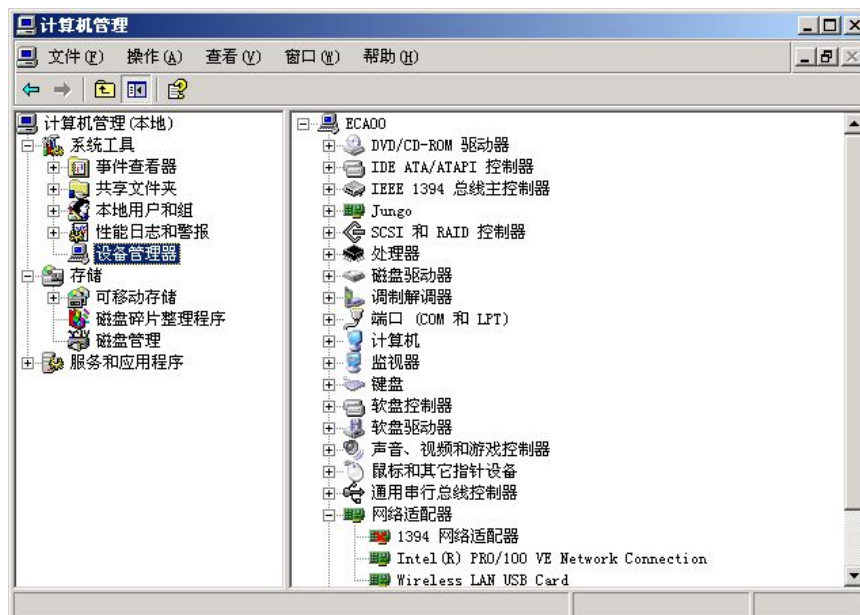 计算机管理
文件(F) 操作(A) 查看(V) 窗口(W) 帮助(H)
计算机管理(本地)
系统工具
事件查看器
共享文件夹
本地用户和组
性能日志和警报
设备管理器
存储
可移动存储
磁盘碎片整理程序
磁盘管理
服务和应用程序
ECA00
DVD/CD-ROM 驱动器
IDE ATA/ATAPI 控制器
IEEE 1394 总线主控制器
Jungo
SCSI 和 RAID 控制器
处理器
磁盘驱动器
调制解调器
端口 (COM 和 LPT)
计算机
监视器
键盘
软盘控制器
软盘驱动器
声音、视频和游戏控制器
鼠标和其它指针设备
通用串行总线控制器
网络适配器
1394 网络适配器
Intel(R) PRO/100 VE Network Connection
Wireless LAN USB Card